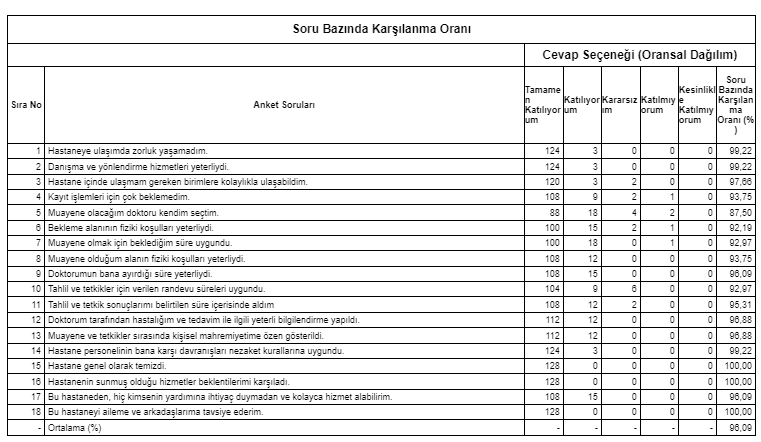 Soru Bazında Karşılanma Oranı
Cevap Seçeneği (Oransal Dağılım)
Sıra No Anket Soruları Tamamen Katılıyorum Katılıyorum Kararsızım Katılmıyorum Kesinlikle Katılmıyorum Soru Bazında Karşılanma Oranı (%)
1 Hastaneye ulaşımda zorluk yaşamadım. 124 3 0 0 0 99,22
2 Danışma ve yönlendirme hizmetleri yeterliydi. 124 3 0 0 0 99,22
3 Hastane içinde ulaşmam gereken birimlere kolaylıkla ulaşabildim. 120 3 2 0 0 97,66
4 Kayıt işlemleri için çok beklemedim. 108 9 2 1 0 93,75
5 Muayene olacağım doktoru kendim seçtim. 88 18 4 2 0 87,50
6 Bekleme alanının fiziki koşulları yeterliydi. 100 15 2 1 0 92,19
7 Muayene olmak için beklediğim süre uygundu. 100 18 0 1 0 92,97
8 Muayene olduğum alanın fiziki koşulları yeterliydi. 108 12 0 0 0 93,75
9 Doktorumun bana ayırdığı süre yeterliydi. 108 15 0 0 0 96,09
10 Tahlil ve tetkikler için verilen randevu süreleri uygundu. 104 9 6 0 0 92,97
11 Tahlil ve tetkik sonuçlarımı belirtilen süre içerisinde aldım 108 12 2 0 0 95,31
12 Doktorum tarafından hastalığım ve tedavim ile ilgili yeterli bilgilendirme yapıldı. 112 12 0 0 0 96,88
13 Muayene ve tetkikler sırasında kişisel mahremiyetime özen gösterildi. 112 12 0 0 0 96,88
14 Hastane personelinin bana karşı davranışları nezaket kurallarına uygundu. 124 3 0 0 0 99,22
15 Hastane genel olarak temizdi. 128 0 0 0 0 100,00
16 Hastanenin sunmuş olduğu hizmetler beklentilerimi karşıladı. 128 0 0 0 0 100,00
17 Bu hastaneden, hiç kimsenin yardımına ihtiyaç duymadan ve kolayca hizmet alabilirim. 108 15 0 0 0 96,09
18 Bu hastaneyi aileme ve arkadaşlarıma tavsiye ederim. 128 0 0 0 0 100,00
- Ortalama (%) - - - - - 96,09